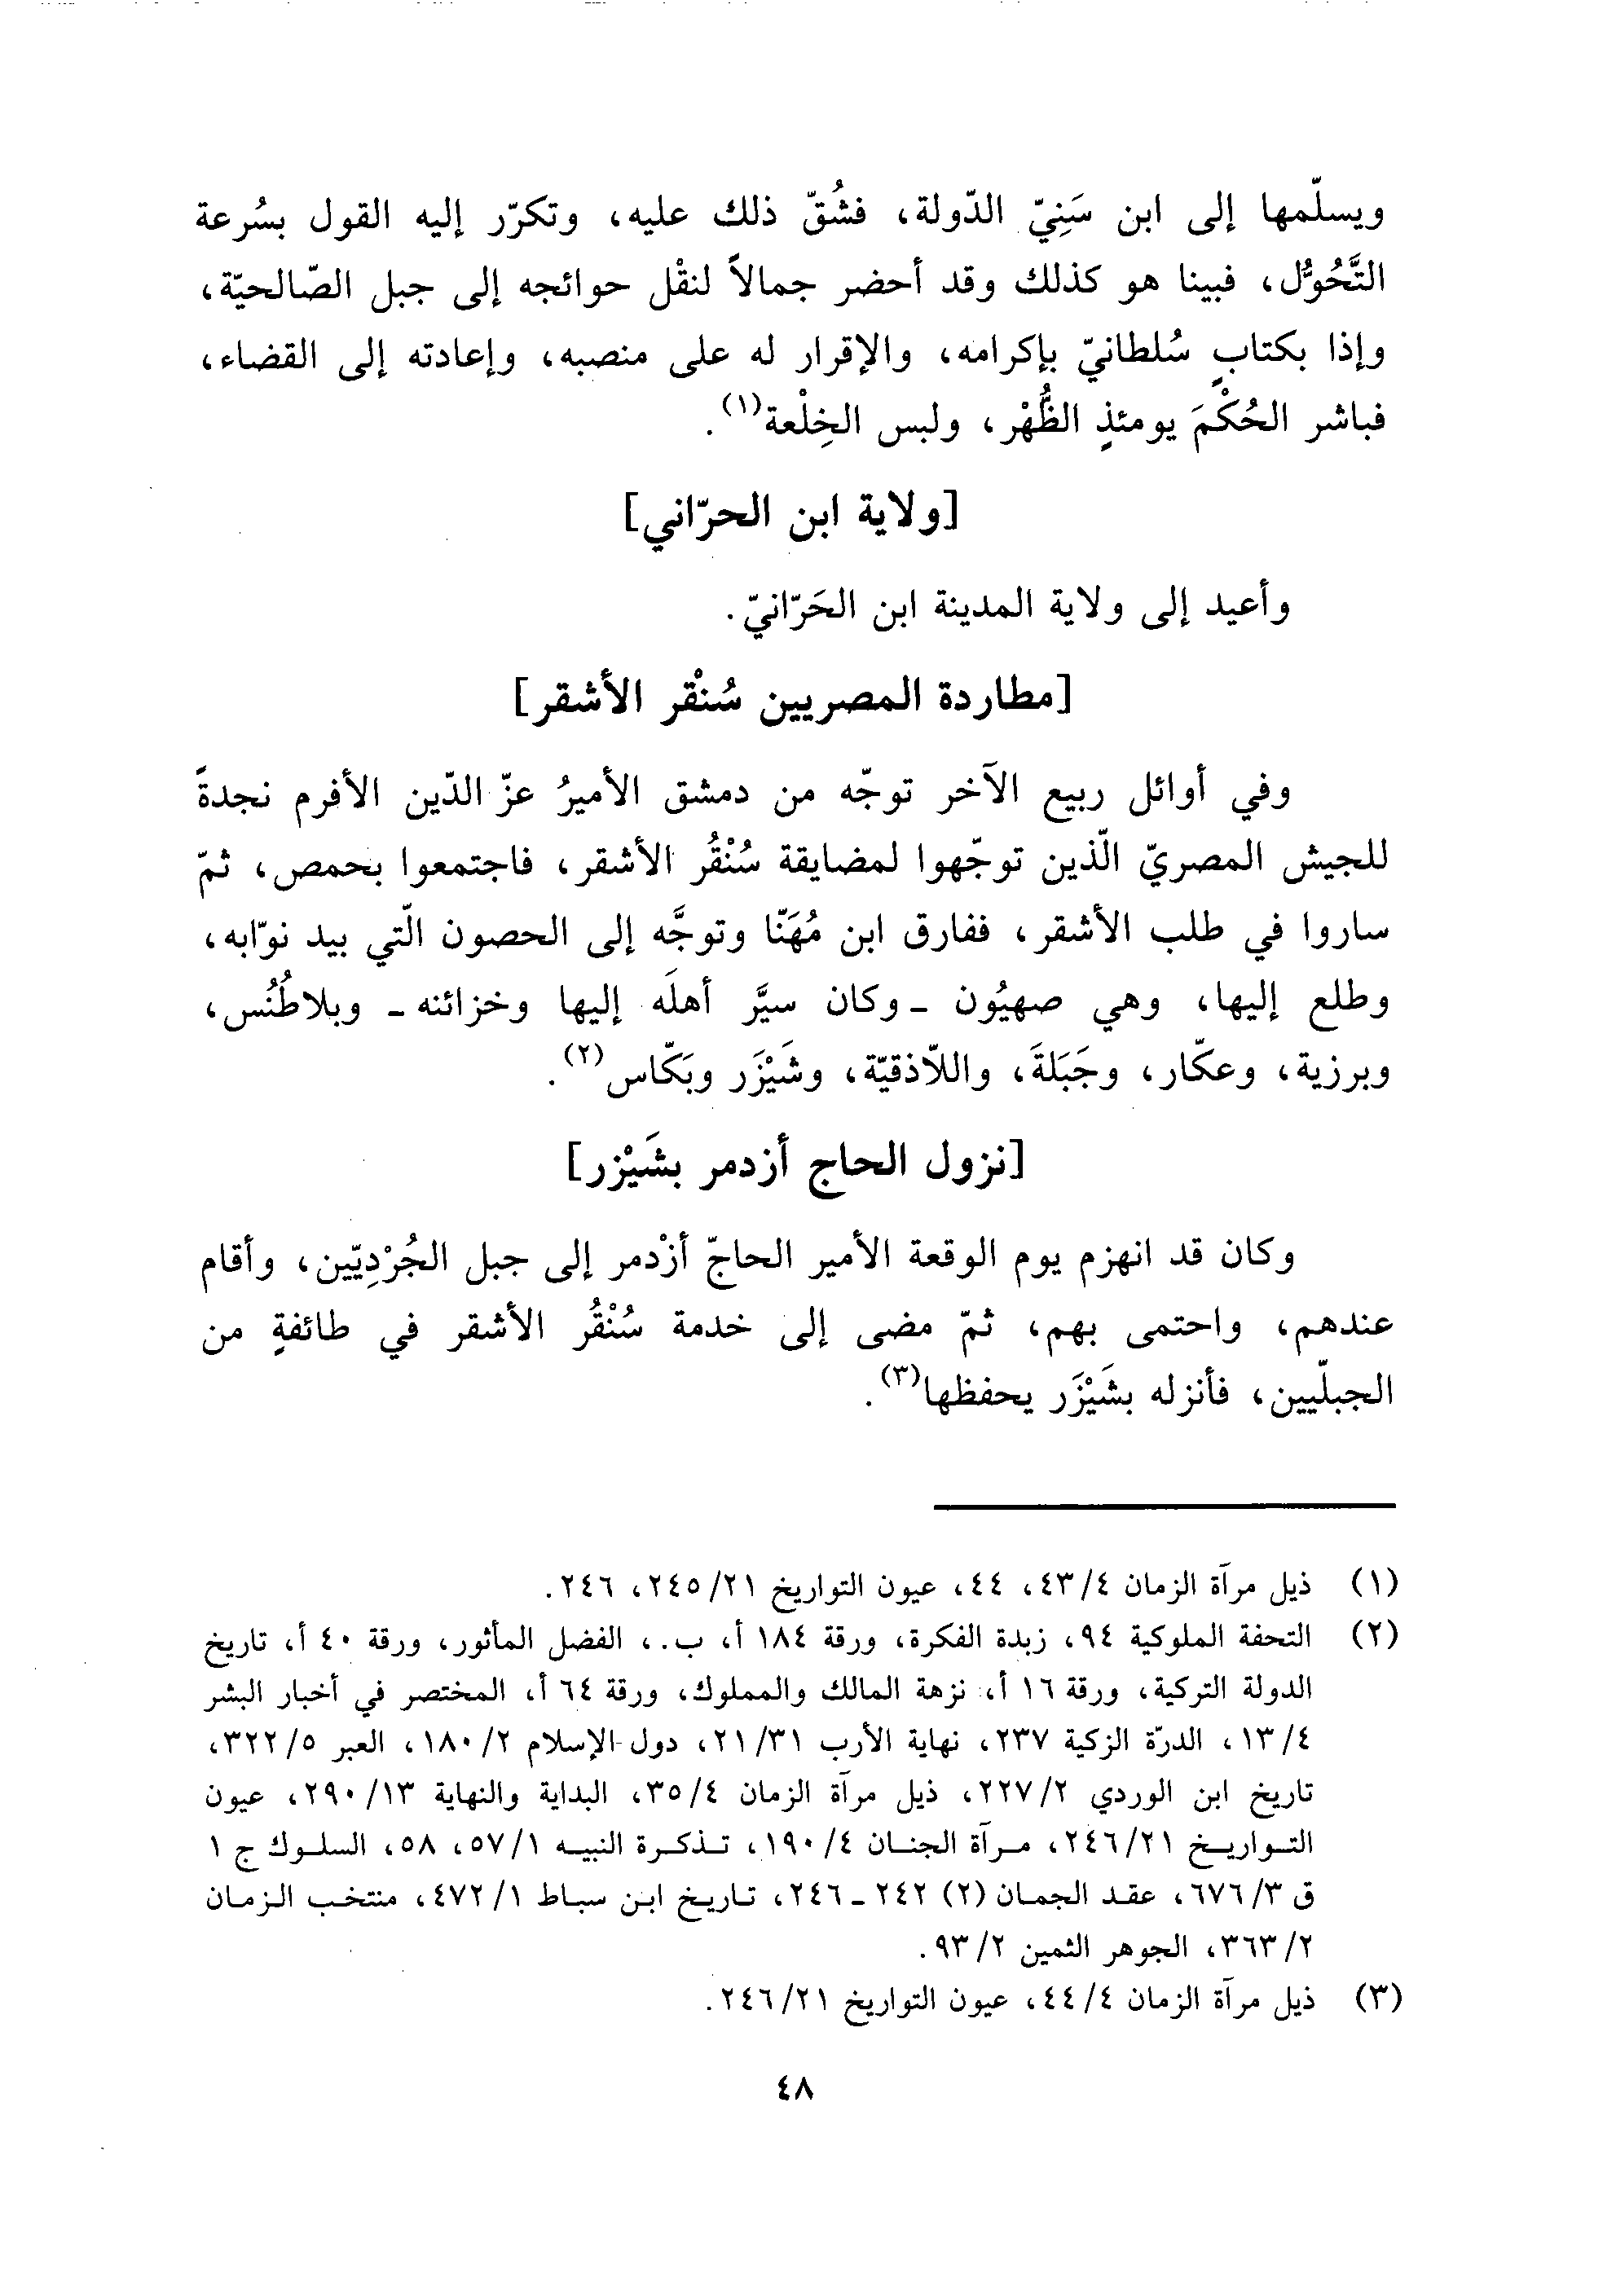 ويسلّمها إلى ابن سَنِيّ الدّولة، فشُقّ ذلك عليه، وتكرّر إليه القول بسُرعة
التَّحُوُّل، فبينا هو كذلك وقد أحضر جمالاً لنقْل حوائجه إلى جبل الصّالحيّة،
وإذا بكتابٍ سُلطانيّ بإكرامه، والإقرار له على منصبه، وإعادته إلى القضاء،
فباشر الحُكْمَ يومئذٍ الظُّهْر، ولبس الخِلْعة(١).
[ولاية ابن الحرّاني]
وأعيد إلى ولاية المدينة ابن الحَرّانيّ.
[مطاردة المصريين سُنْقر الأشقر]
وفي أوائل ربيع الآخر توجّه من دمشق الأميرُ عزّ الدّين الأفرم نجدةً
للجيش المصريّ الّذين توجّهوا لمضايقة سُنْقُر الأشقر، فاجتمعوا بحمص، ثمّ
ساروا في طلب الأشقر، ففارق ابن مُهَنّا وتوجَّه إلى الحصون الّتي بيد نوّابه،
وطلع إليها، وهي صهيُون ـ وكان سيَّر أهلَه إليها وخزائنه ـ وبلاطُنُس،
وبرزية، وعكّار، وجَبَلةَ، واللاّذقيّة، وشَيْزَر وبَكّاس(٢).
[نزول الحاج أزدمر بشَيْزر]
وكان قد انهزم يوم الوقعة الأمير الحاجّ أزْدمر إلى جبل الجُرْدِيّين، وأقام
عندهم، واحتمى بهم، ثمّ مضى إلى خدمة سُنْقُر الأشقر في طائفةٍ من
الجبلّيين، فأنزله بشَيْزَر يحفظها(٣).
(١) ذيل مرآة الزمان ٤/ ٤٣، ٤٤، عيون التواريخ ٢١/ ٢٤٥، ٢٤٦.
(٢) التحفة الملوكية ٩٤، زبدة الفكرة، ورقة ١٨٤ أ، ب.، الفضل المأثور، ورقة ٤٠ أ، تاريخ
الدولة التركية، ورقة ١٦ أ، نزهة المالك والمملوك، ورقة ٦٤ أ، المختصر في أخبار البشر
٤/ ١٣، الدرّة الزكية ٢٣٧، نهاية الأرب ٣١/ ٢١، دول الإسلام ٢/ ١٨٠، العبر ٥/ ٣٢٢،
تاريخ ابن الوردي ٢/ ٢٢٧، ذيل مرآة الزمان ٤/ ٣٥، البداية والنهاية ١٣/ ٢٩٠، عيون
التواريخ ٢١/ ٢٤٦، مرآة الجنان ٤/ ١٩٠، تذكرة النبيه ١/ ٥٧، ٥٨، السلوك ج ١
ق ٣/ ٦٧٦، عقد الجمان (٢) ٢٤٢ ـ ٢٤٦، تاريخ ابن سباط ١/ ٤٧٢، منتخب الزمان
٢/ ٣٦٣، الجوهر الثمين ٢/ ٩٣.
(٣) ذيل مرآة الزمان ٤/ ٤٤، عيون التواريخ ٢١/ ٢٤٦.
٤٨